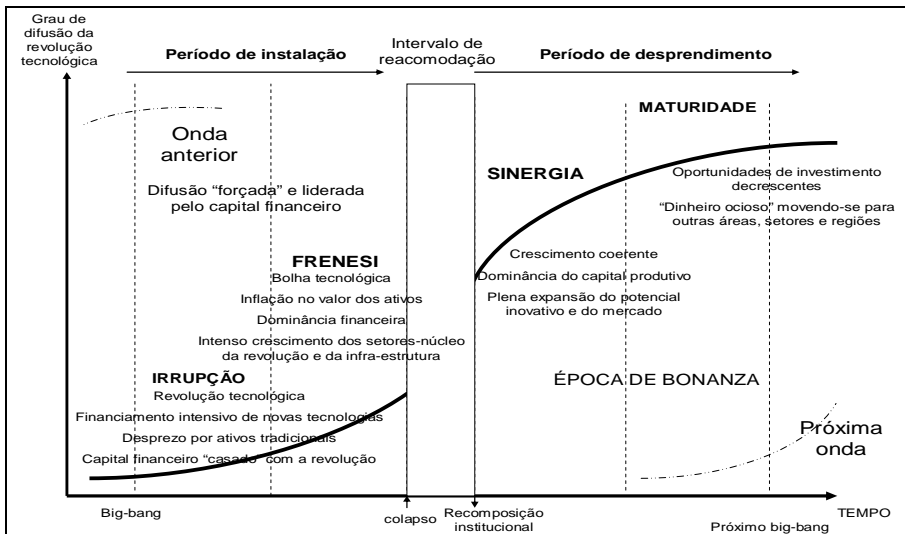 Grau de
difusão da
revolução
tecnológica
Período de instalação
Intervalo de
reacomodação
Período de desprendimento
Onda
anterior
Difusão “forçada” e liderada
pelo capital financeiro
FRENESI
Bolha tecnológica
Inflação no valor dos ativos
Dominância financeira
Intenso crescimento dos setores-núcleo
da revolução e da infra-estrutura
IRRUPÇÃO
Revolução tecnológica
Financiamento intensivo de novas tecnologias
Desprezo por ativos tradicionais
Capital financeiro “casado” com a revolução
MATURIDADE
SINERGIA
Oportunidades de investimento
decrescentes
“Dinheiro ocioso” movendo-se para
outras áreas, setores e regiões
Crescimento coerente
Dominância do capital produtivo
Plena expansão do potencial
inovativo e do mercado
ÉPOCA DE BONANZA
Próxima
onda
Big-bang
colapso
Recomposição
institucional
Próximo big-bang
TEMPO